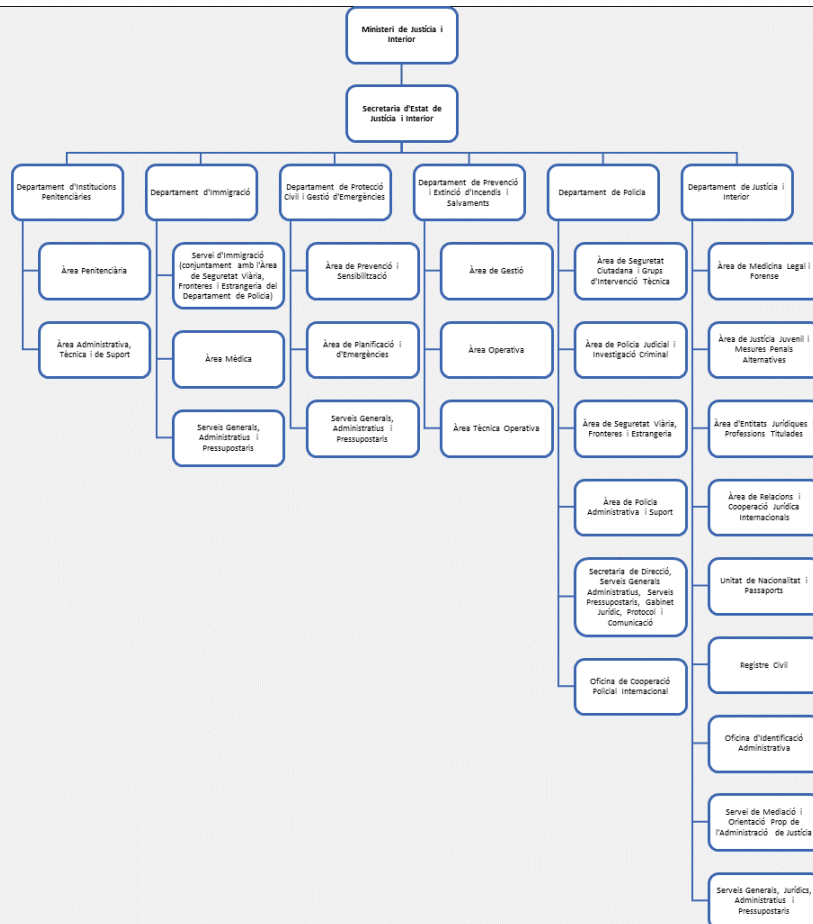 Ministeri de Justícia i
Interior
Secretaria d'Estat de
Justícia i Interior
Departament d'Institucions
Penitenciàries
Àrea Penitenciària
Àrea Administrativa,
Tècnica i de Suport
Departament d'Immigració
Servei d'Immigració
(conjuntament amb l'Àrea
de Seguretat Viària,
Fronteres i Estrangeria del
Departament de Policia)
Àrea Mèdica
Serveis Generals,
Administratius i
Pressupostaris
Departament de Protecció
Civil i Gestió d'Emergències
Àrea de Prevenció i
Sensibilització
Àrea de Planificació i
d'Emergències
Serveis Generals,
Administratius i
Pressupostaris
Departament de Prevenció
i Extinció d'Incendis i
Salvaments
Àrea de Gestió
Àrea Operativa
Àrea Tècnica Operativa
Departament de Policia
Àrea de Seguretat
Ciutadana i Grups
d'Intervenció Tècnica
Àrea de Policia Judicial i
Investigació Criminal
Àrea de Seguretat Viària,
Fronteres i Estrangeria
Àrea de Policia
Administrativa i Suport
Secretaria de Direcció,
Serveis Generals
Administratius, Serveis
Pressupostaris, Gabinet
Jurídic, Protocol i
Comunicació
Oficina de Cooperació
Policial Internacional
Departament de Justícia i
Interior
Àrea de Medicina Legal i
Forense
Àrea de Justícia Juvenil i
Mesures Penals
Alternatives
Àrea d'Entitats Jurídiques
Professions Titulades
Àrea de Relacions i
Cooperació Jurídica
Internacionals
Unitat de Nacionalitat i
Passaports
Registre Civil
Oficina d'Identificació
Administrativa
Servei de Mediació i
Orientació Prop de
l'Administració de Justícia
Serveis Generals, Jurídics,
Administratius i
Pressupostaris